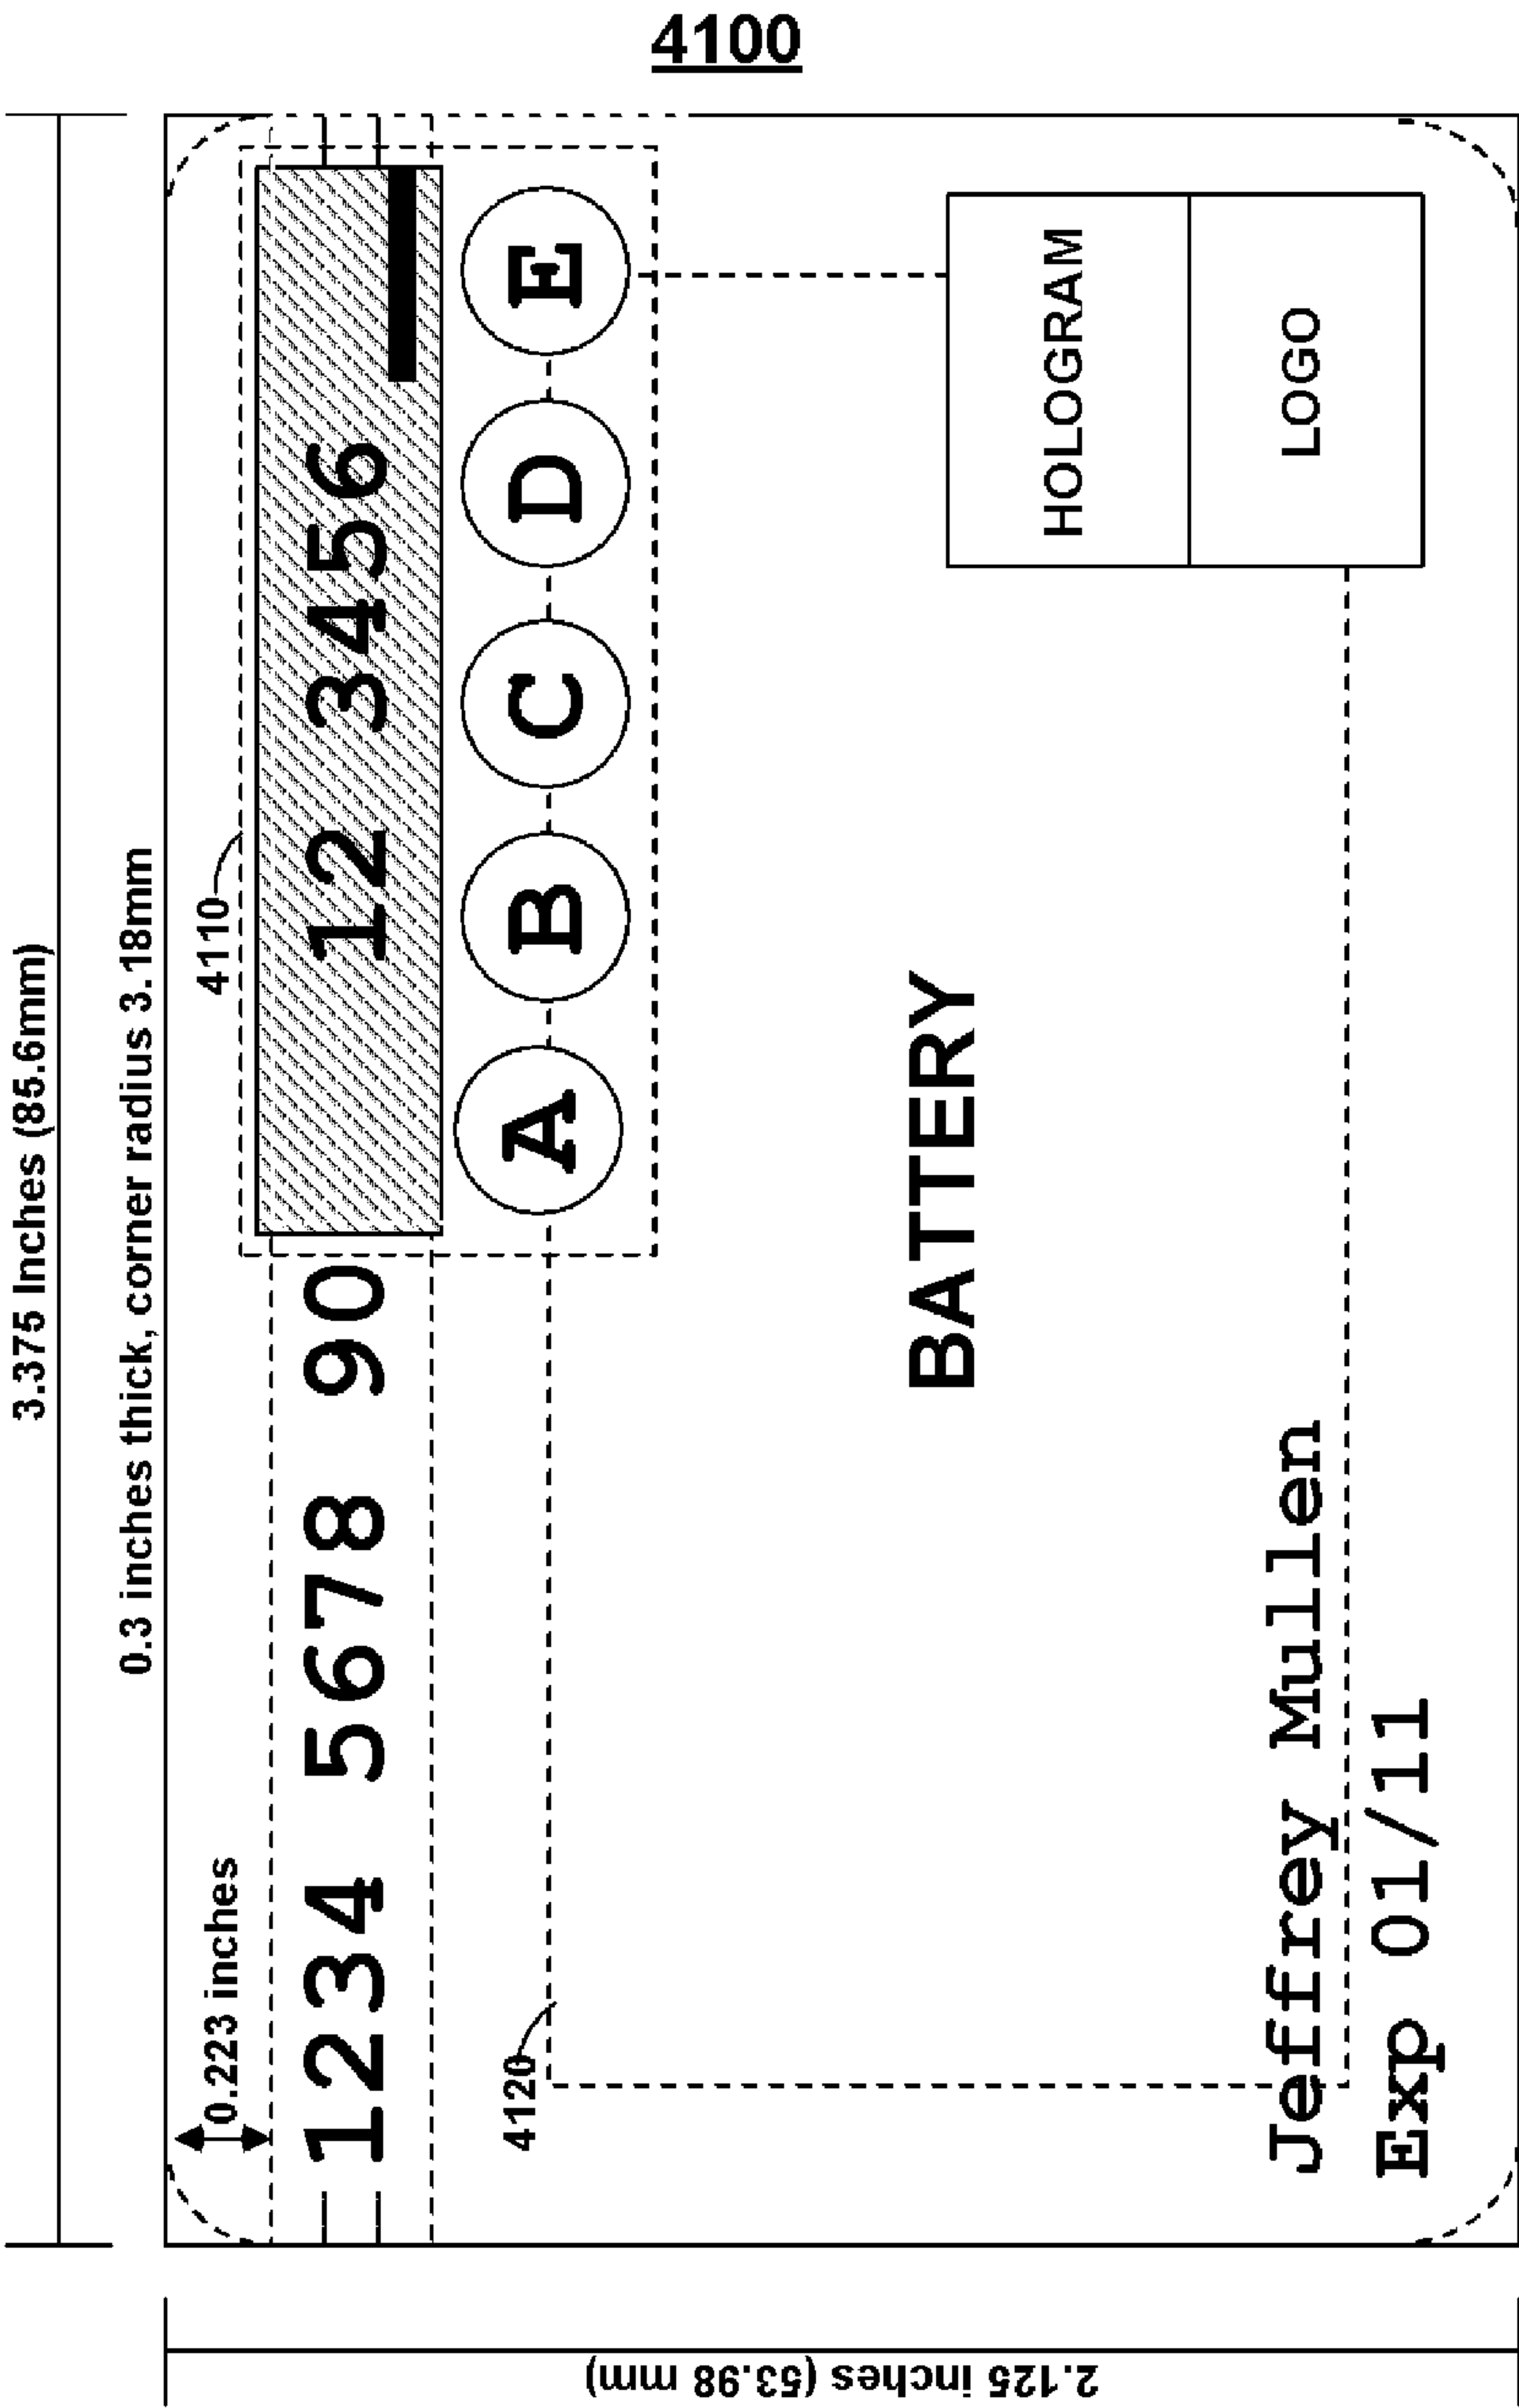 4100
3.375 Inches (85.6mm)
0.3 inches thick, corner radius 3.18mm
0.223 inches
4110
1234 5678 90
12 3456
A B C D E
4120
BATTERY
HOLOGRAM
LOGO
Jeffrey Mullen
Exp 01/11
2.125 inches (53.98 mm)